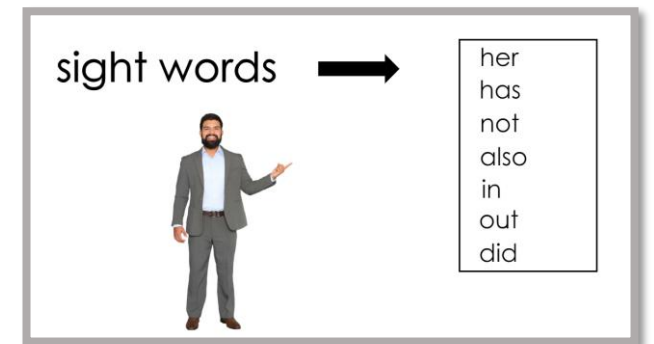 sight words
her
has
not
also
in
out
did